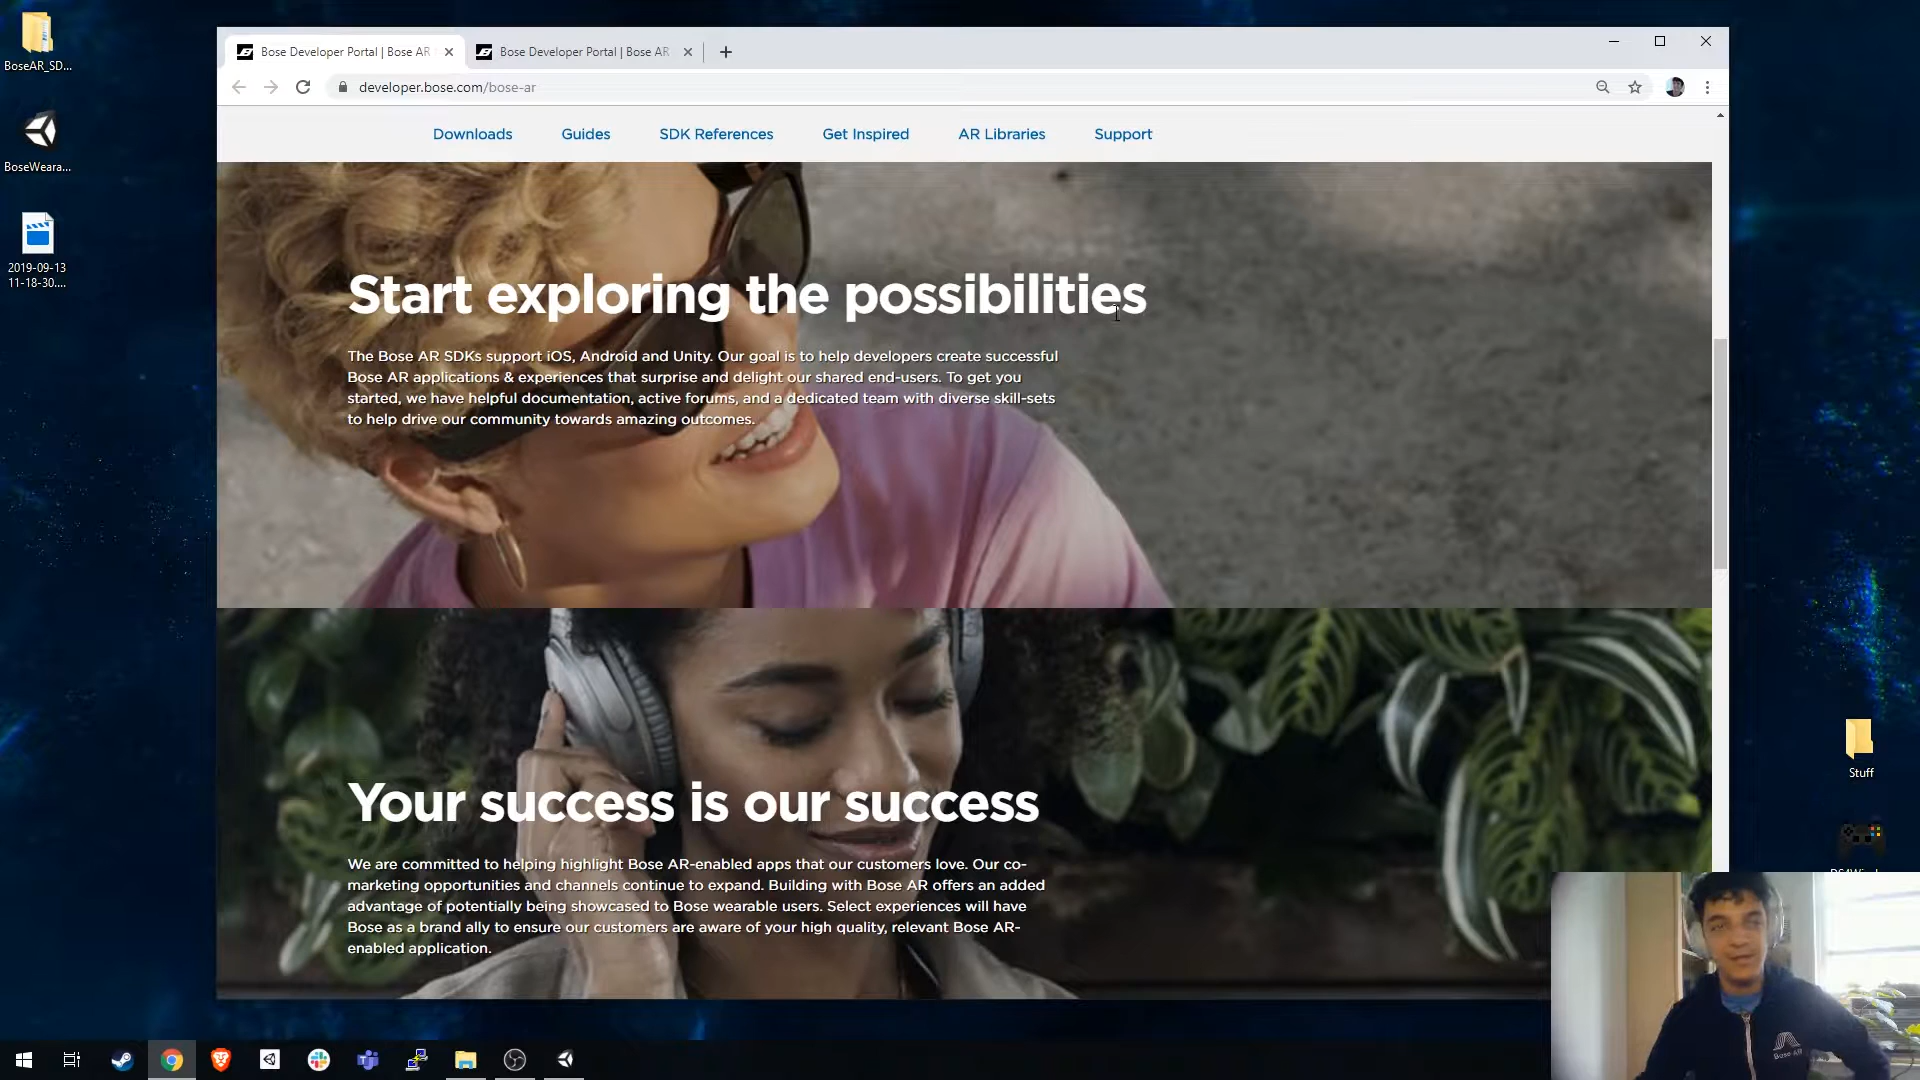 BoseAR_SD...
BoseWeara...
2019-09-13
11-18-30....
Bose Developer Portal | Bose AR
Bose Developer Portal | Bose AR
developer.bose.com/bose-ar
Downloads Guides SDK References Get Inspired AR Libraries Support
Start exploring the possibilities
The Bose AR SDKs support iOS, Android and Unity. Our goal is to help developers create successful
Bose AR applications & experiences that surprise and delight our shared end-users. To get you
started, we have helpful documentation, active forums, and a dedicated team with diverse skill-sets
to help drive our community towards amazing outcomes.
Your success is our success
We are committed to helping highlight Bose AR-enabled apps that our customers love. Our co-
marketing opportunities and channels continue to expand. Building with Bose AR offers an added
advantage of potentially being showcased to Bose wearable users. Select experiences will have
Bose as a brand ally to ensure our customers are aware of your high quality, relevant Bose AR-
enabled application.
Stuff
Bose AR